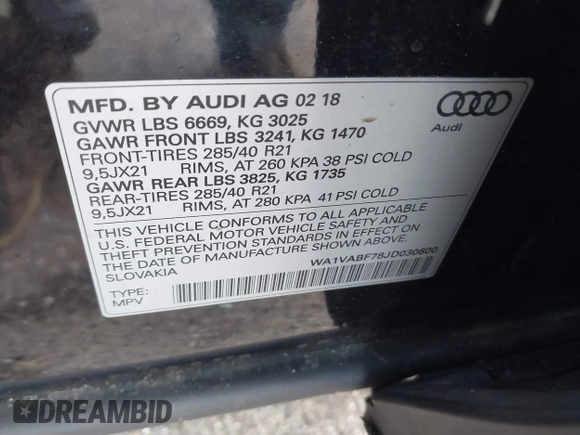 MFD. BY AUDI AG 02 18
GVWR LBS 6669, KG 3025
GAWR FRONT LBS 3241, KG 1470
FRONT-TIRES 285/40 R21
9,5JX21 RIMS, AT 260 KPA 38 PSI COLD
GAWR REAR LBS 3825, KG 1735
REAR-TIRES 285/40 R21
9,5JX21 RIMS, AT 280 KPA 41 PSI COLD
Audi
THIS VEHICLE CONFORMS TO ALL APPLICABLE
U.S. FEDERAL MOTOR VEHICLE SAFETY AND
THEFT PREVENTION STANDARDS IN EFFECT ON
THE DATE OF MANUFACTURE SHOWN ABOVE
SLOVAKIA
WA1VABF78JD030600
TYPE:
MPV
DREAMBID